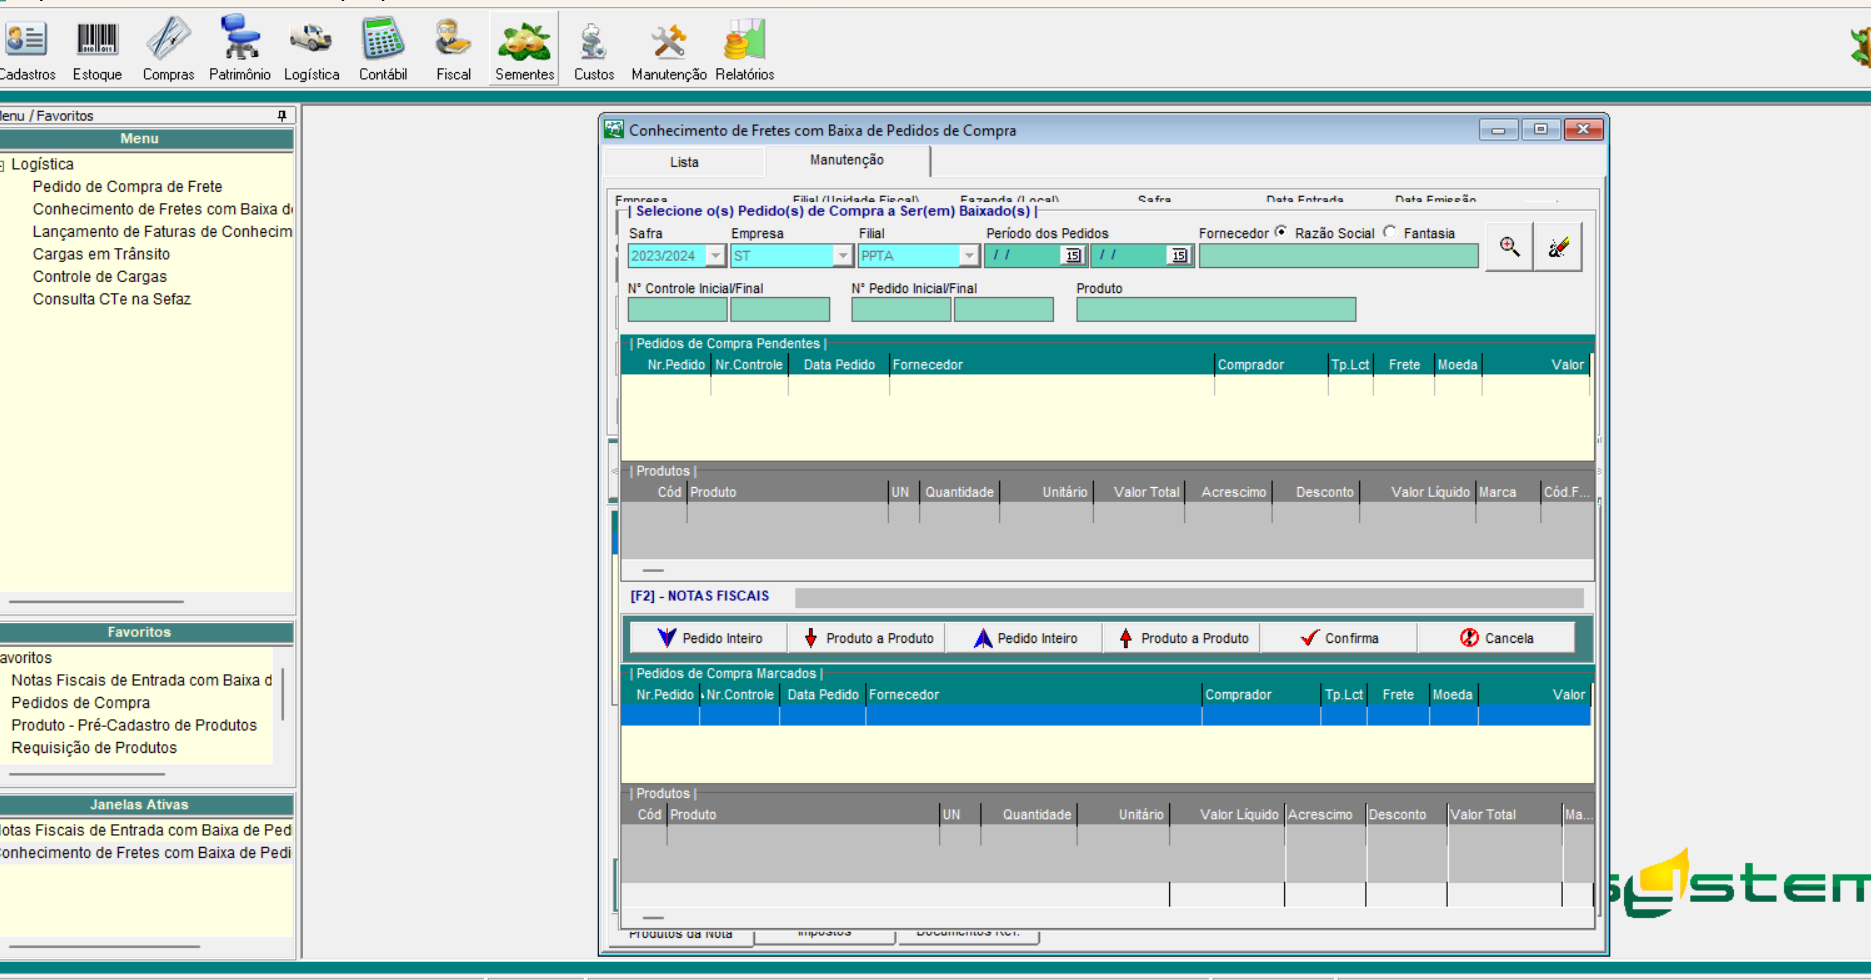 Cadastros Estoque Compras Patrimônio Logística Contábil Fiscal Sementes Custos Manutenção Relatórios
Menu / Favoritos
Menu
Logística
Pedido de Compra de Frete
Conhecimento de Fretes com Baixa d
Lançamento de Faturas de Conhecim
Cargas em Trânsito
Controle de Cargas
Consulta CTe na Sefaz
Favoritos
avoritos
Notas Fiscais de Entrada com Baixa d
Pedidos de Compra
Produto - Pré-Cadastro de Produtos
Requisição de Produtos
Janelas Ativas
Notas Fiscais de Entrada com Baixa de Ped
Conhecimento de Fretes com Baixa de Pedi
Conhecimento de Fretes com Baixa de Pedidos de Compra
Lista Manutenção
Empresa Filial (Unidade Fiscal) Fazenda (Local) Safra Data Entrada Data Emissão
| Selecione o(s) Pedido(s) de Compra a Ser(em) Baixado(s) |
Safra Empresa Filial Período dos Pedidos Fornecedor Razão Social Fantasia
2023/2024 ST PPTA / / 15 / / 15
N° Controle Inicial/Final N° Pedido Inicial/Final Produto
| Pedidos de Compra Pendentes |
Nr.Pedido Nr.Controle Data Pedido Fornecedor Comprador Tp.Lct Frete Moeda Valor
| Produtos |
Cód Produto UN Quantidade Unitário Valor Total Acrescimo Desconto Valor Líquido Marca Cód.F...
[F2] - NOTAS FISCAIS
Pedido Inteiro Produto a Produto Pedido Inteiro Produto a Produto Confirma Cancela
| Pedidos de Compra Marcados |
Nr.Pedido Nr.Controle Data Pedido Fornecedor Comprador Tp.Lct Frete Moeda Valor
| Produtos |
Cód Produto UN Quantidade Unitário Valor Líquido Acrescimo Desconto Valor Total Ma...
Produtos da Nota Impostos Documentos Ref.
system